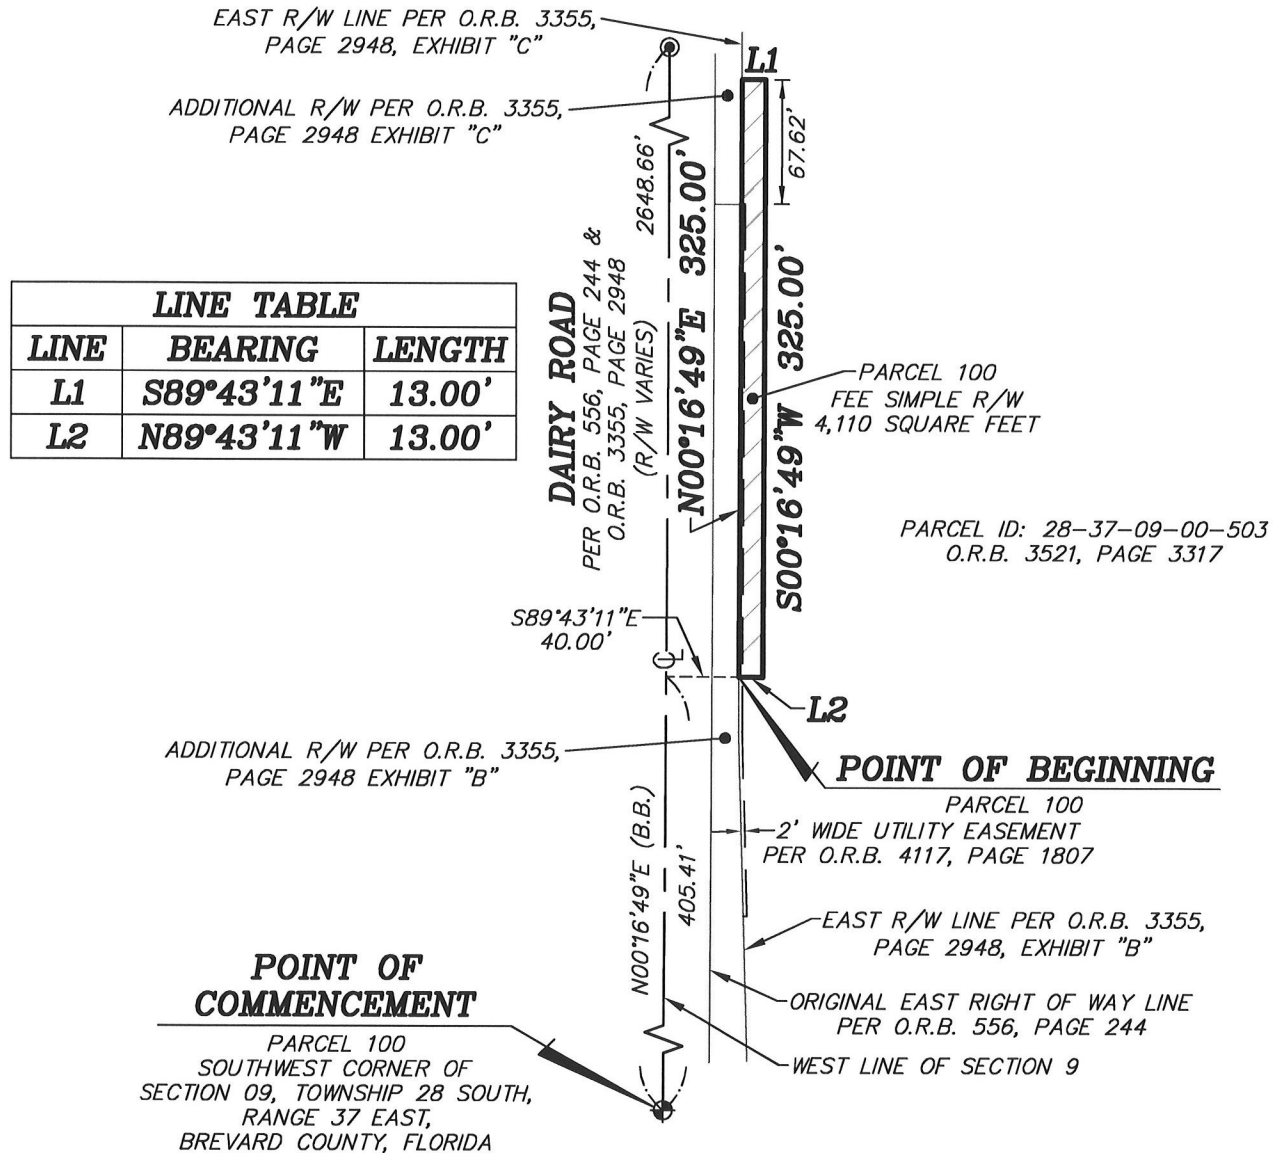 EAST R/W LINE PER O.R.B. 3355,
PAGE 2948, EXHIBIT "C"
L1
ADDITIONAL R/W PER O.R.B. 3355,
PAGE 2948 EXHIBIT "C"
67.62'
2648.66'
N00°16'49"E 325.00'
S00°16'49"W 325.00'
DAIRY ROAD
PER O.R.B. 556, PAGE 244 &
O.R.B. 3355, PAGE 2948
(R/W VARIES)
LINE TABLE
LINE BEARING LENGTH
L1 S89°43'11"E 13.00'
L2 N89°43'11"W 13.00'
PARCEL 100
FEE SIMPLE R/W
4,110 SQUARE FEET
PARCEL ID: 28-37-09-00-503
O.R.B. 3521, PAGE 3317
S89°43'11"E
40.00'
L2
ADDITIONAL R/W PER O.R.B. 3355,
PAGE 2948 EXHIBIT "B"
POINT OF BEGINNING
PARCEL 100
2' WIDE UTILITY EASEMENT
PER O.R.B. 4117, PAGE 1807
N00°16'49"E (B.B.)
405.41'
EAST R/W LINE PER O.R.B. 3355,
PAGE 2948, EXHIBIT "B"
ORIGINAL EAST RIGHT OF WAY LINE
PER O.R.B. 556, PAGE 244
WEST LINE OF SECTION 9
POINT OF
COMMENCEMENT
PARCEL 100
SOUTHWEST CORNER OF
SECTION 09, TOWNSHIP 28 SOUTH,
RANGE 37 EAST,
BREVARD COUNTY, FLORIDA